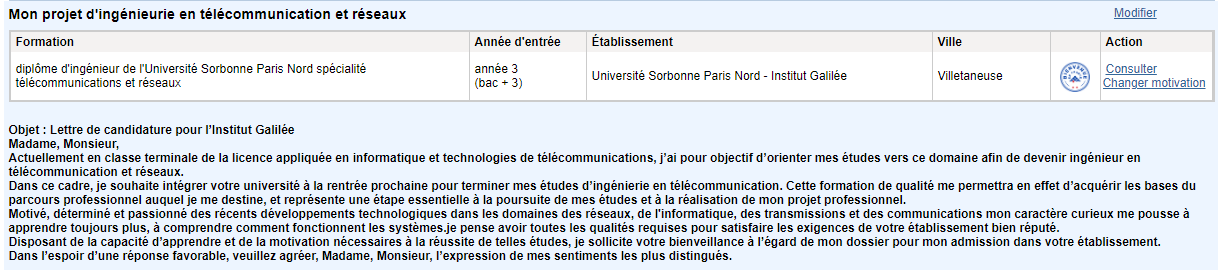 Mon projet d'ingénieurie en télécommunication et réseaux
Modifier
Formation Année d'entrée Établissement Ville Action
diplôme d'ingénieur de l'Université Sorbonne Paris Nord spécialité
télécommunications et réseaux
année 3
(bac + 3)
Université Sorbonne Paris Nord - Institut Galilée
Villetaneuse
BIENVENUE
Consulter
Changer motivation
Objet : Lettre de candidature pour l’Institut Galilée
Madame, Monsieur,
Actuellement en classe terminale de la licence appliquée en informatique et technologies de télécommunications, j’ai pour objectif d’orienter mes études vers ce domaine afin de devenir ingénieur en
télécommunication et réseaux.
Dans ce cadre, je souhaite intégrer votre université à la rentrée prochaine pour terminer mes études d’ingénierie en télécommunication. Cette formation de qualité me permettra en effet d’acquérir les bases du
parcours professionnel auquel je me destine, et représente une étape essentielle à la poursuite de mes études et à la réalisation de mon projet professionnel.
Motivé, déterminé et passionné des récents développements technologiques dans les domaines des réseaux, de l'informatique, des transmissions et des communications mon caractère curieux me pousse à
apprendre toujours plus, à comprendre comment fonctionnent les systèmes.je pense avoir toutes les qualités requises pour satisfaire les exigences de votre établissement bien réputé.
Disposant de la capacité d’apprendre et de la motivation nécessaires à la réussite de telles études, je sollicite votre bienveillance à l’égard de mon dossier pour mon admission dans votre établissement.
Dans l’espoir d’une réponse favorable, veuillez agréer, Madame, Monsieur, l’expression de mes sentiments les plus distingués.